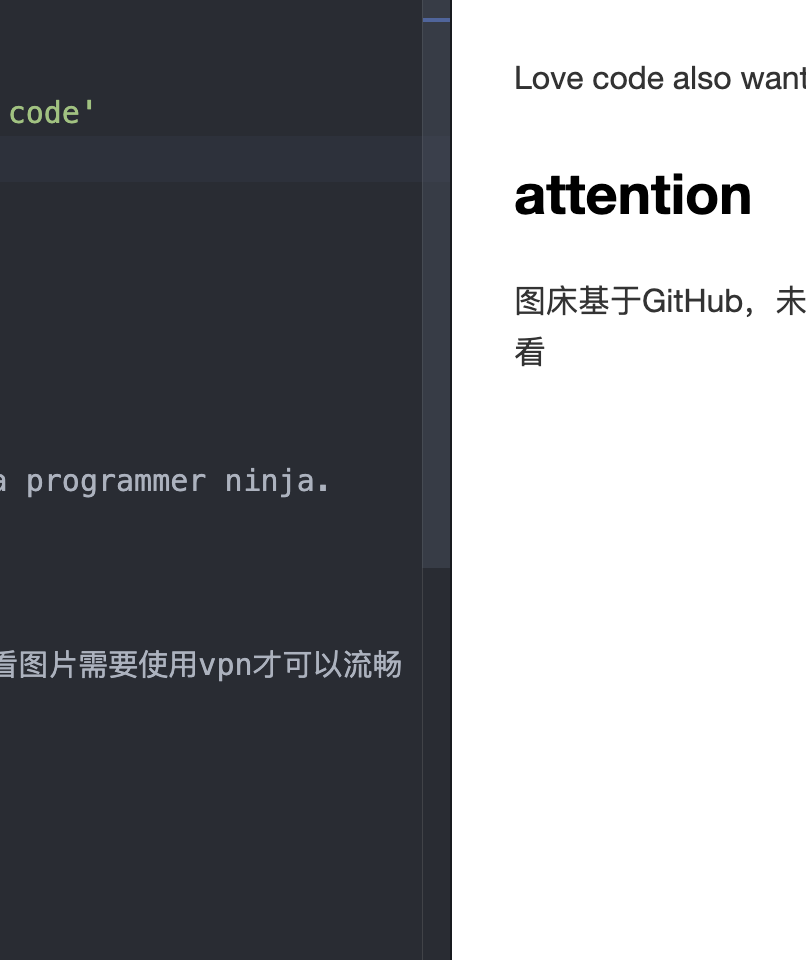 code'
a programmer ninja.
看图片需要使用vpn才可以流畅
Love code also want
attention
图床基于GitHub，未
看